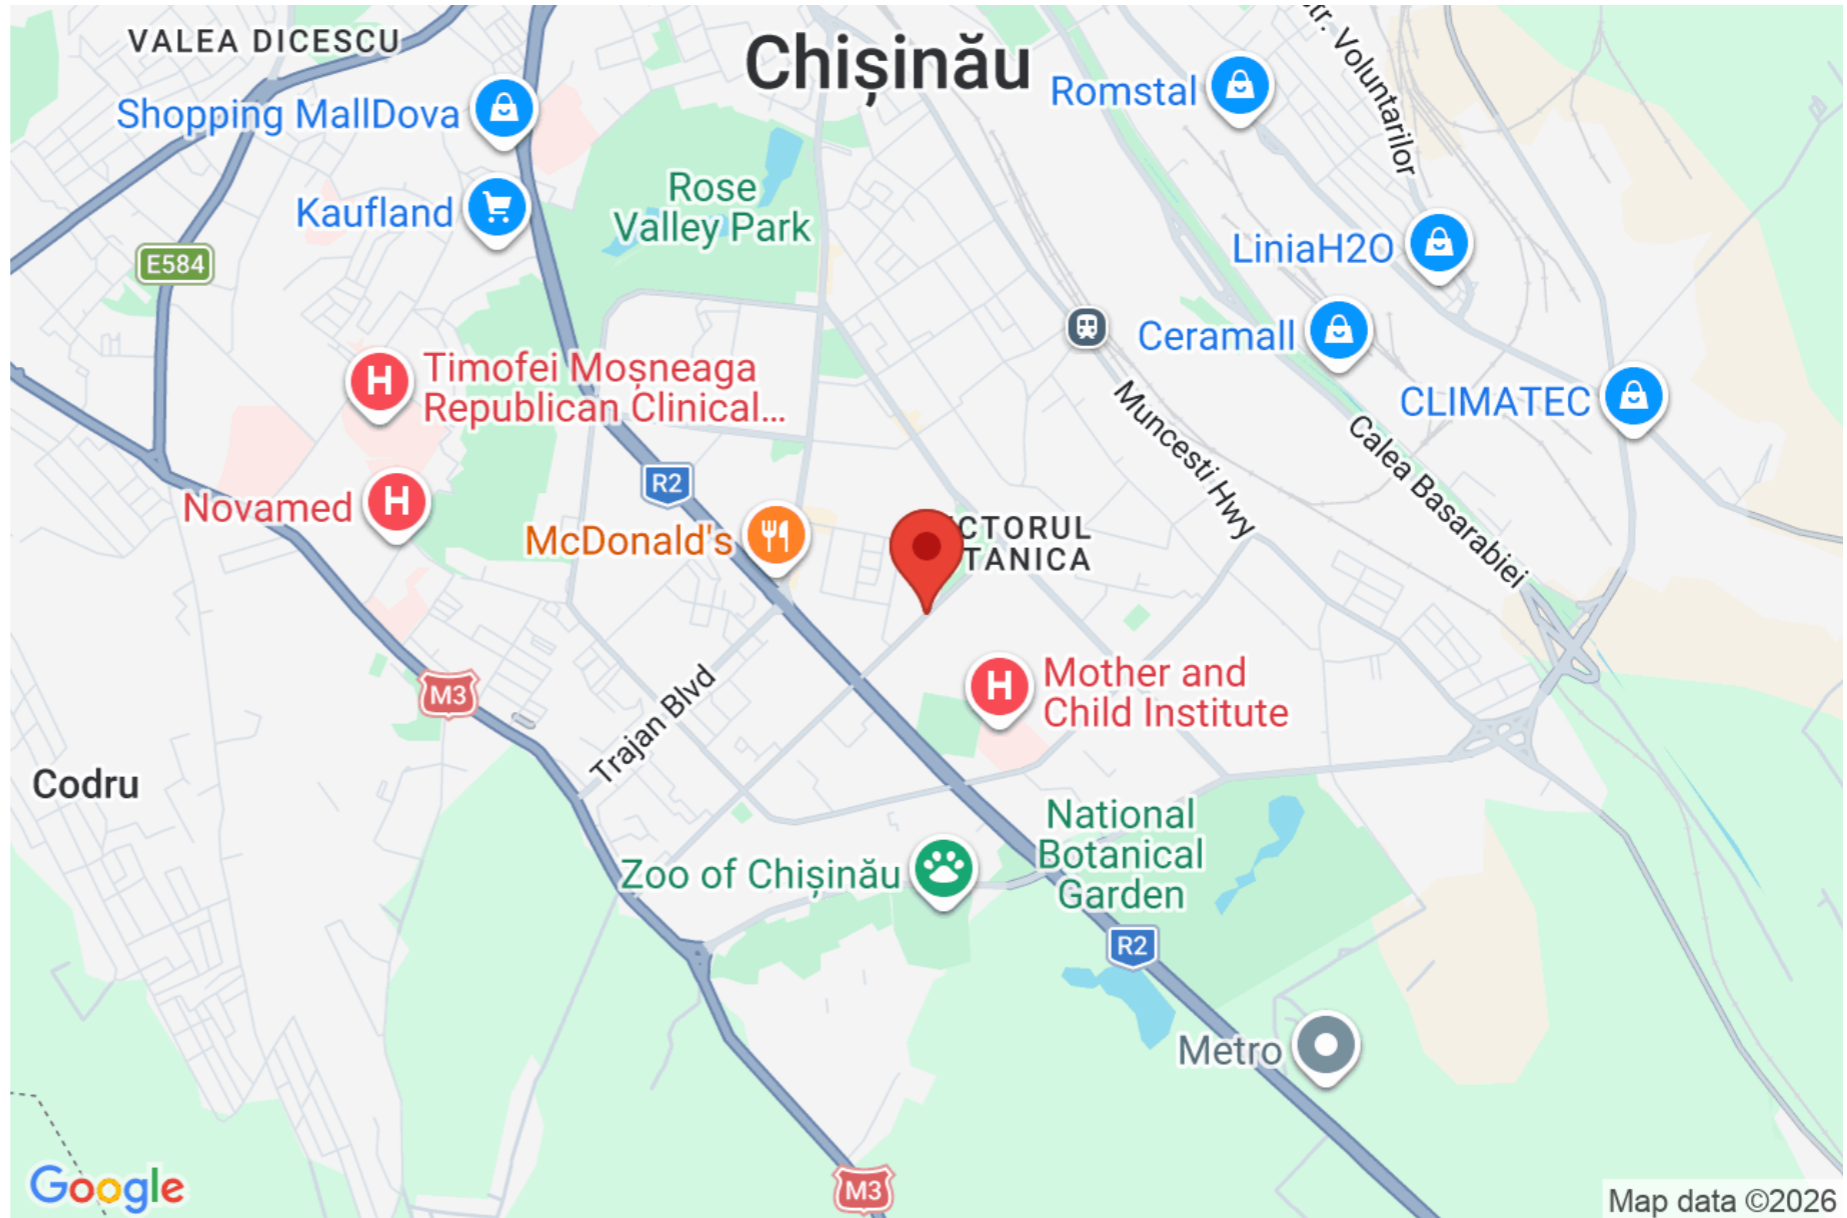 VALEA DICESCU
Chișinău
Str. Voluntarilor
Romstal
Shopping MallDova
Rose
Valley Park
Kaufland
LiniaH2O
E584
Ceramall
Timofei Moșneaga
Republican Clinical...
CLIMATEC
Muncesti Hwy
Calea Basarabiei
R2
Novamed
McDonald's
CTORUL
TANICA
Mother and
Child Institute
M3
Trajan Blvd
Codru
National
Botanical
Garden
Zoo of Chișinău
R2
Metro
M3
Google
Map data ©2026